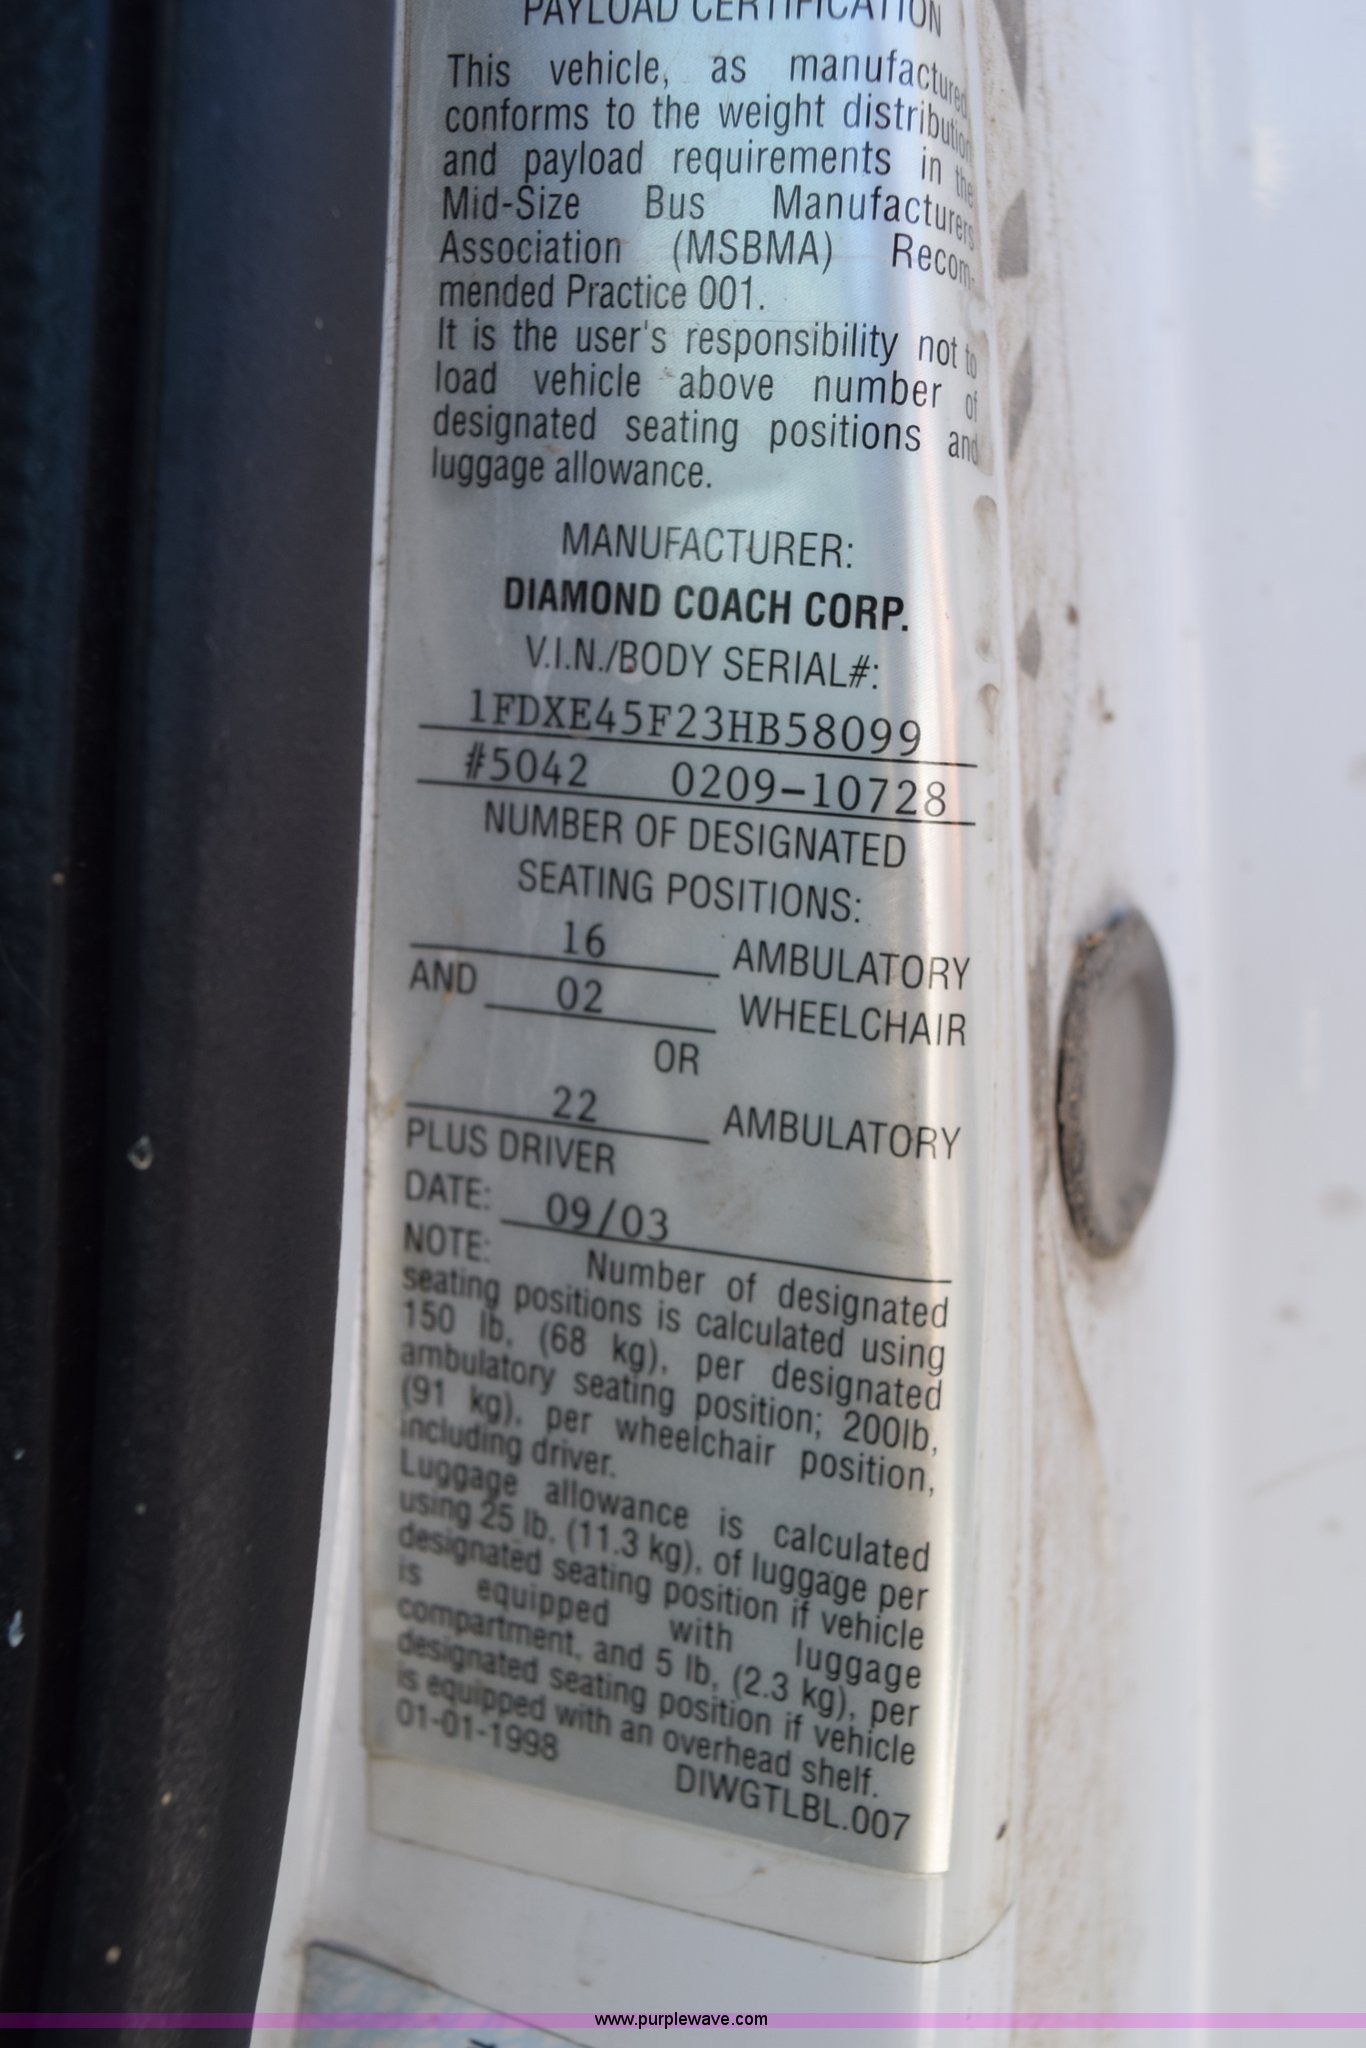 PAYLOAD CERTIFICATION
This vehicle, as manufactured,
conforms to the weight distribution
and payload requirements in the
Mid-Size Bus Manufacturers
Association (MSBMA) Recom-
mended Practice 001.
It is the user's responsibility not to
load vehicle above number of
designated seating positions and
luggage allowance.
MANUFACTURER:
DIAMOND COACH CORP.
V.I.N./BODY SERIAL#:
1FDXE45F23HB58099
#5042 0209-10728
NUMBER OF DESIGNATED
SEATING POSITIONS:
16 AMBULATORY
AND 02 WHEELCHAIR
OR
22 AMBULATORY
PLUS DRIVER
DATE: 09/03
NOTE: Number of designated
seating positions is calculated using
150 lb. (68 kg), per designated
ambulatory seating position; 200lb,
(91 kg), per wheelchair position,
including driver.
Luggage allowance is calculated
using 25 lb. (11.3 kg), of luggage per
designated seating position if vehicle
is equipped with luggage
compartment, and 5 lb, (2.3 kg), per
designated seating position if vehicle
is equipped with an overhead shelf.
01-01-1998 DIWGTLBL.007
www.purplewave.com